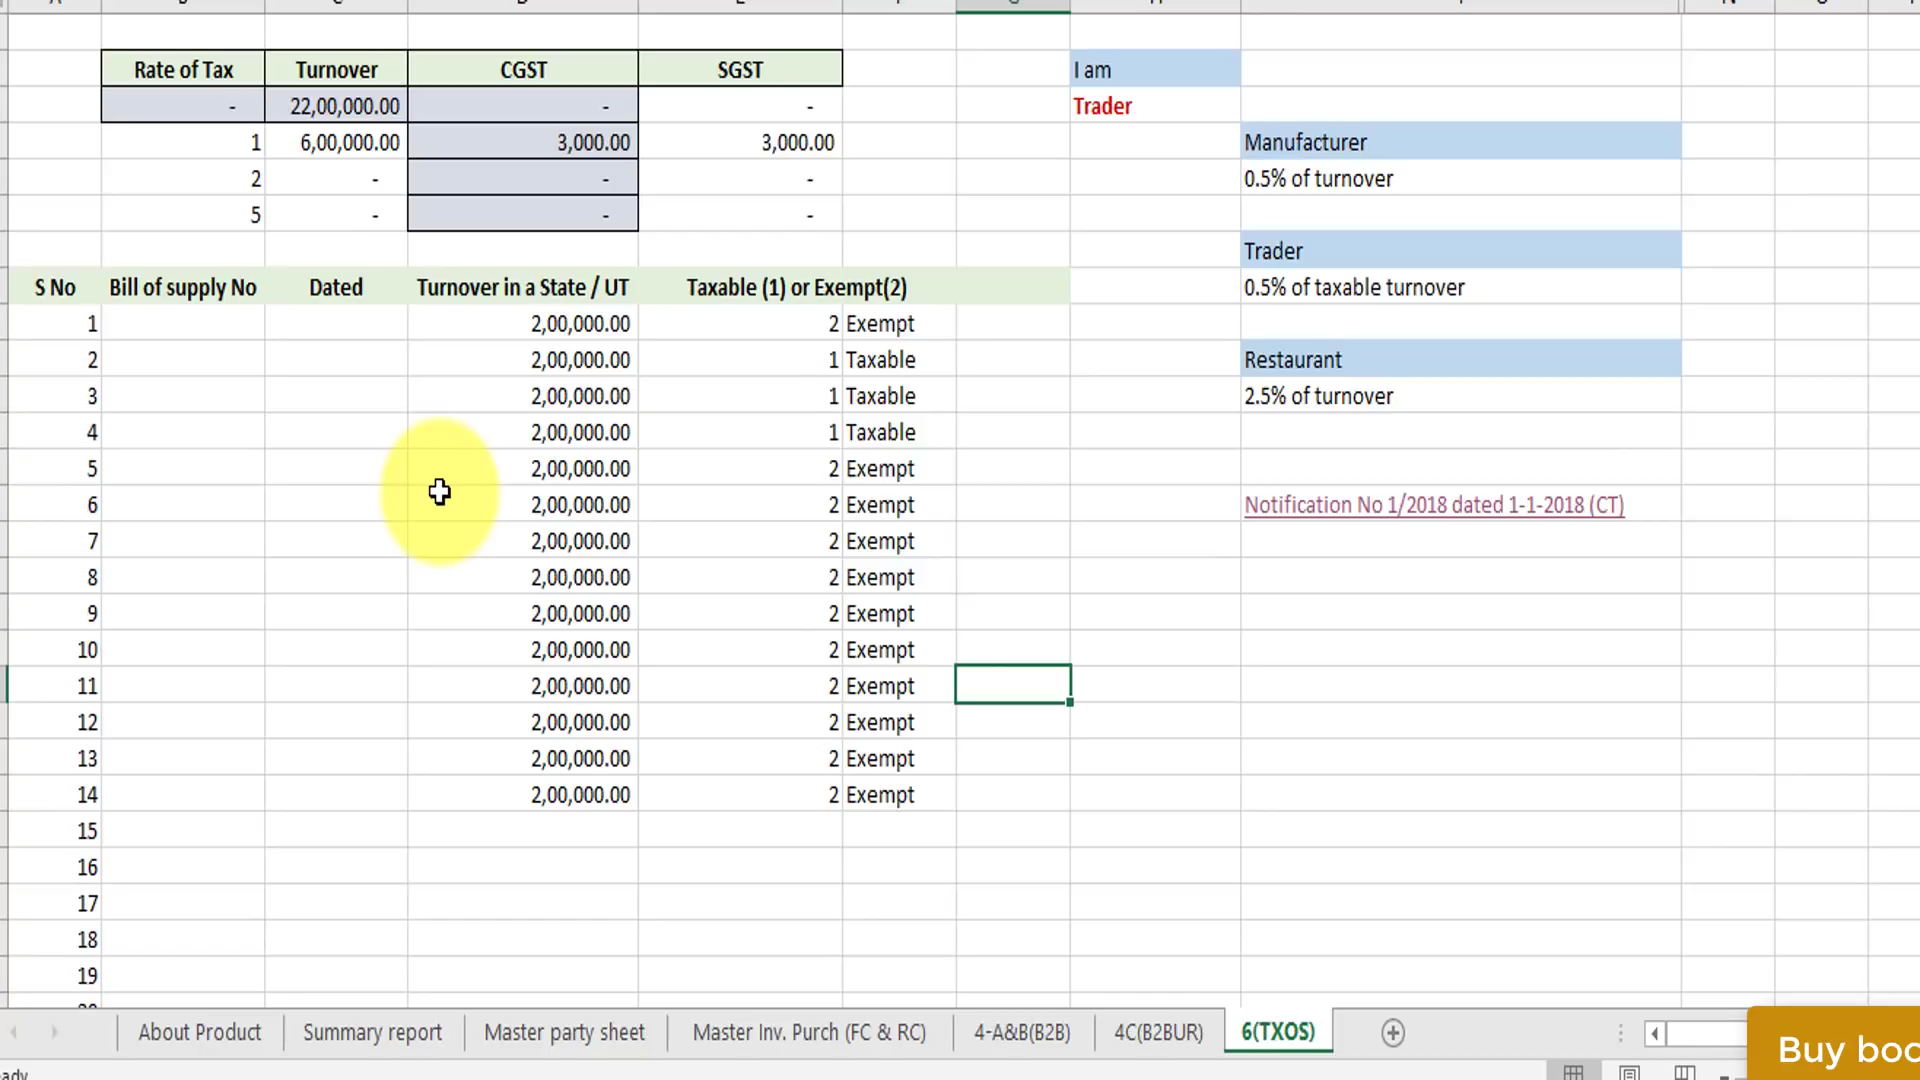 Rate of Tax Turnover CGST SGST I am
- 22,00,000.00 - - Trader
1 6,00,000.00 3,000.00 3,000.00 Manufacturer
2 - - - 0.5% of turnover
5 - - -
Trader
S No Bill of supply No Dated Turnover in a State / UT Taxable (1) or Exempt(2) 0.5% of taxable turnover
1 2,00,000.00 2 Exempt
2 2,00,000.00 1 Taxable Restaurant
3 2,00,000.00 1 Taxable 2.5% of turnover
4 2,00,000.00 1 Taxable
5 2,00,000.00 2 Exempt
6 2,00,000.00 2 Exempt Notification No 1/2018 dated 1-1-2018 (CT)
7 2,00,000.00 2 Exempt
8 2,00,000.00 2 Exempt
9 2,00,000.00 2 Exempt
10 2,00,000.00 2 Exempt
11 2,00,000.00 2 Exempt
12 2,00,000.00 2 Exempt
13 2,00,000.00 2 Exempt
14 2,00,000.00 2 Exempt
15
16
17
18
19
About Product Summary report Master party sheet Master Inv. Purch (FC & RC) 4-A&B(B2B) 4C(B2BUR) 6(TXOS)
Buy boo